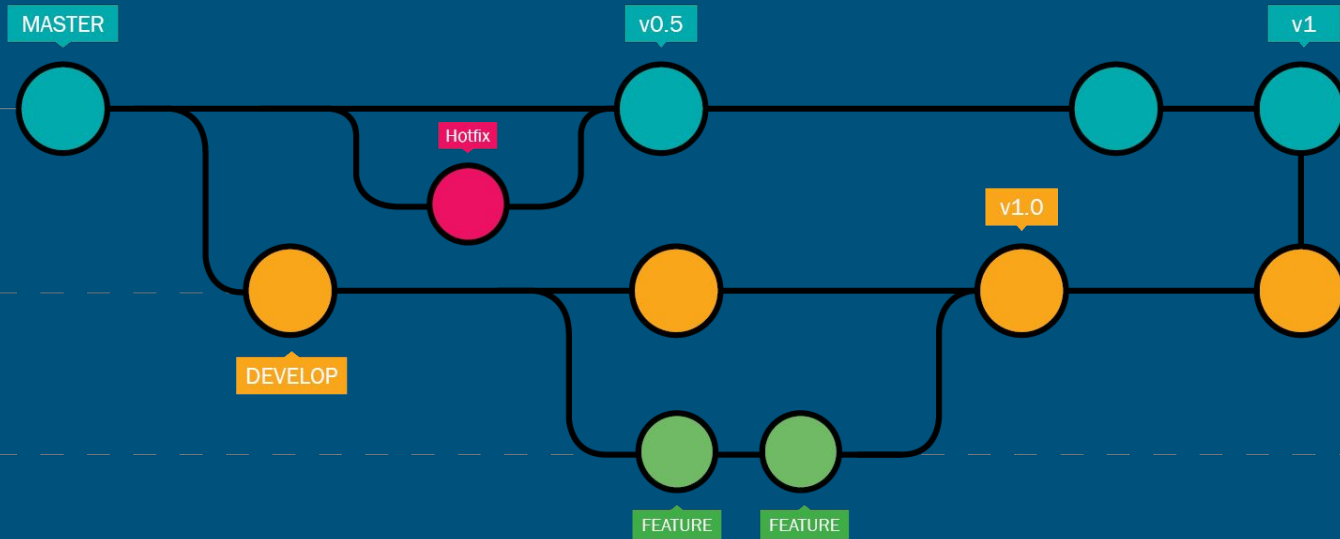 MASTER
v0.5
v1
Hotfix
v1.0
DEVELOP
FEATURE
FEATURE